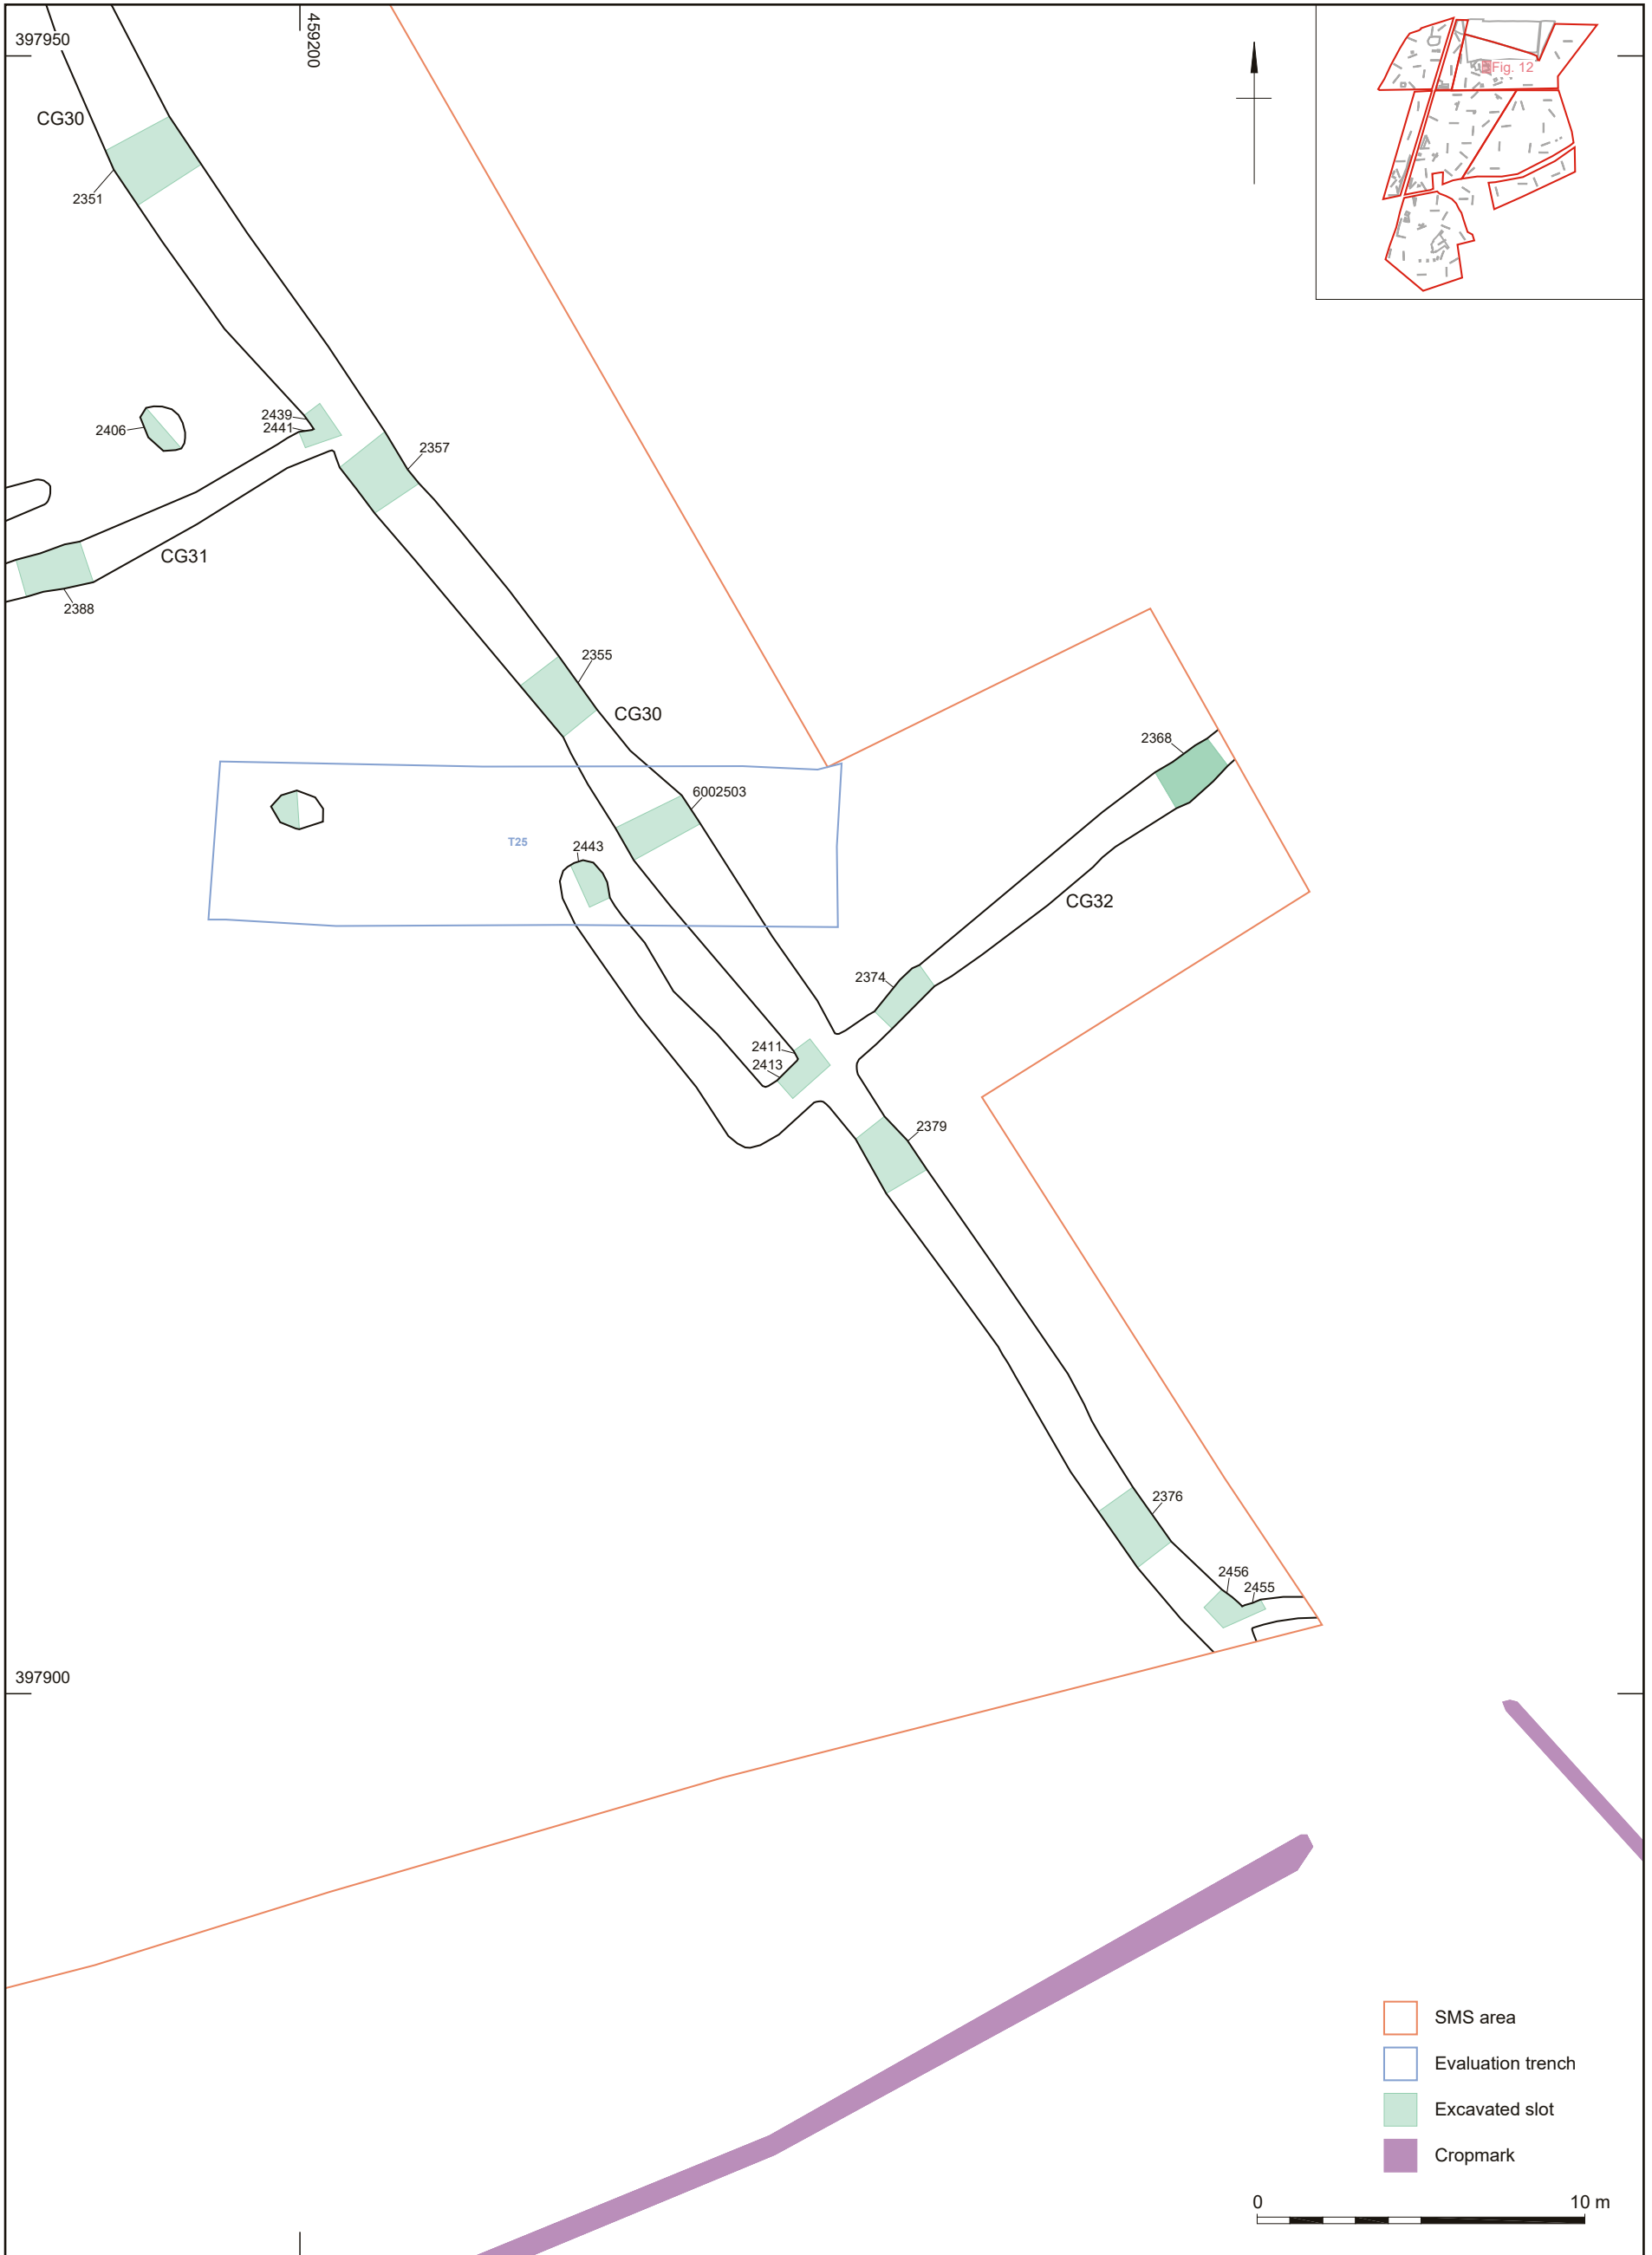 397950
459200
Fig. 12
CG30
2351
2439
2441
2406
2357
CG31
2388
2355
CG30
2368
6002503
T25
2443
CG32
2374
2411
2413
2379
2376
2456
2455
397900
SMS area
Evaluation trench
Excavated slot
Cropmark
0 10 m